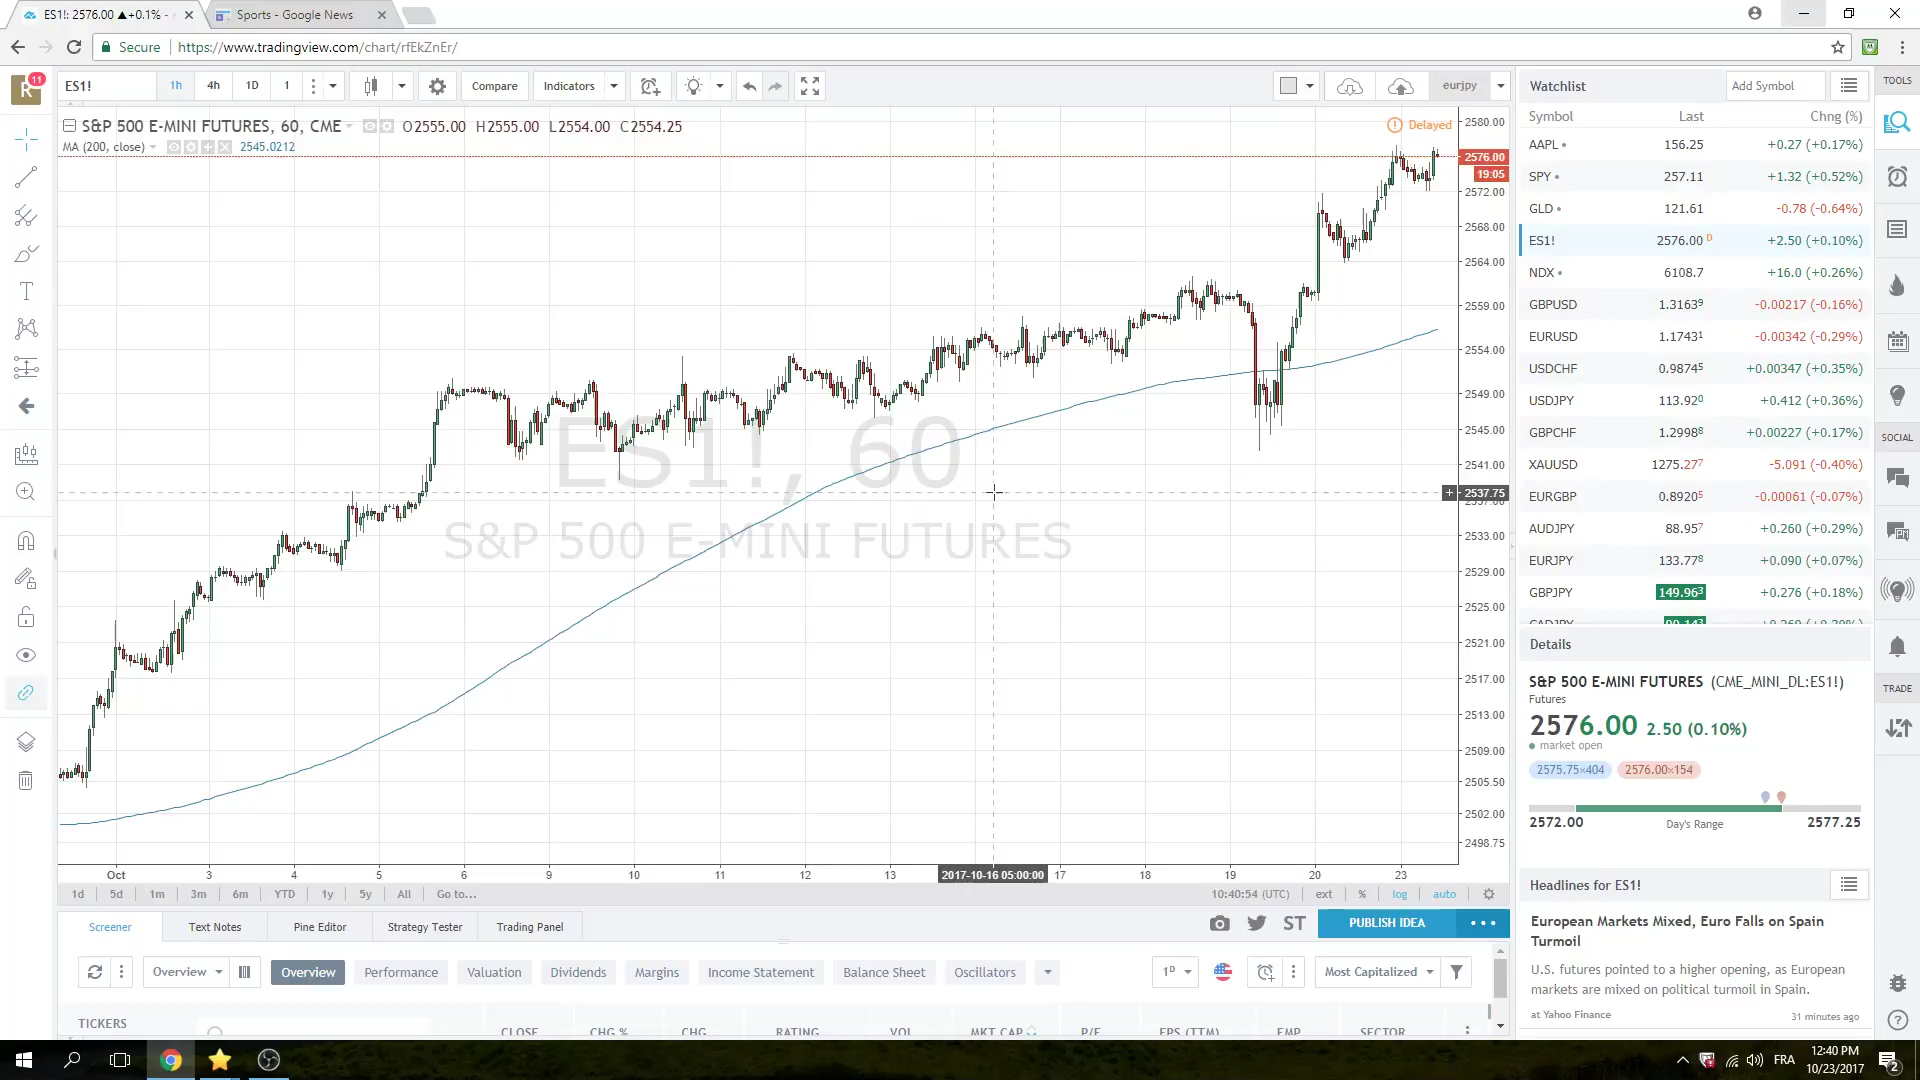 ES1!: 2576.00 ▲+0.1% -
Sports - Google News
Secure
https://www.tradingview.com/chart/rfEkZnEr/
R
11
ES1!
1h
4h
1D
1
Compare
Indicators
eurjpy
S&P 500 E-MINI FUTURES, 60, CME
O2555.00 H2555.00 L2554.00 C2554.25
Delayed
MA (200, close)
2545.0212
ES1!, 60
S&P 500 E-MINI FUTURES
2580.00
2576.00
19:05
2572.00
2568.00
2564.00
2559.00
2554.00
2549.00
2545.00
2541.00
2537.75
2533.00
2529.00
2525.00
2521.00
2517.00
2513.00
2509.00
2505.50
2502.00
2498.75
Oct
3
4
5
6
9
10
11
12
13
2017-10-16 05:00:00
17
18
19
20
23
1d
5d
1m
3m
6m
YTD
1y
5y
All
Go to...
10:40:54 (UTC)
ext
%
log
auto
Screener
Text Notes
Pine Editor
Strategy Tester
Trading Panel
ST
PUBLISH IDEA
Overview
Overview
Performance
Valuation
Dividends
Margins
Income Statement
Balance Sheet
Oscillators
1D
Most Capitalized
TICKERS
CLOSE
CHG %
CHG
RATING
VOL
MKT CAP
P/E
EPS (TTM)
EMP
SECTOR
Watchlist
Add Symbol
Symbol Last Chng (%)
AAPL 156.25 +0.27 (+0.17%)
SPY 257.11 +1.32 (+0.52%)
GLD 121.61 -0.78 (-0.64%)
ES1! 2576.00 D +2.50 (+0.10%)
NDX 6108.7 +16.0 (+0.26%)
GBPUSD 1.31639 -0.00217 (-0.16%)
EURUSD 1.17431 -0.00342 (-0.29%)
USDCHF 0.98745 +0.00347 (+0.35%)
USDJPY 113.920 +0.412 (+0.36%)
GBPCHF 1.29988 +0.00227 (+0.17%)
XAUUSD 1275.277 -5.091 (-0.40%)
EURGBP 0.89205 -0.00061 (-0.07%)
AUDJPY 88.957 +0.260 (+0.29%)
EURJPY 133.778 +0.090 (+0.07%)
GBPJPY 149.963 +0.276 (+0.18%)
Details
S&P 500 E-MINI FUTURES (CME_MINI_DL:ES1!)
Futures
2576.00 2.50 (0.10%)
market open
2575.75×404
2576.00×154
2572.00
Day's Range
2577.25
Headlines for ES1!
European Markets Mixed, Euro Falls on Spain
Turmoil
U.S. futures pointed to a higher opening, as European
markets are mixed on political turmoil in Spain.
at Yahoo Finance
31 minutes ago
TOOLS
SOCIAL
TRADE
FRA
12:40 PM
10/23/2017
2